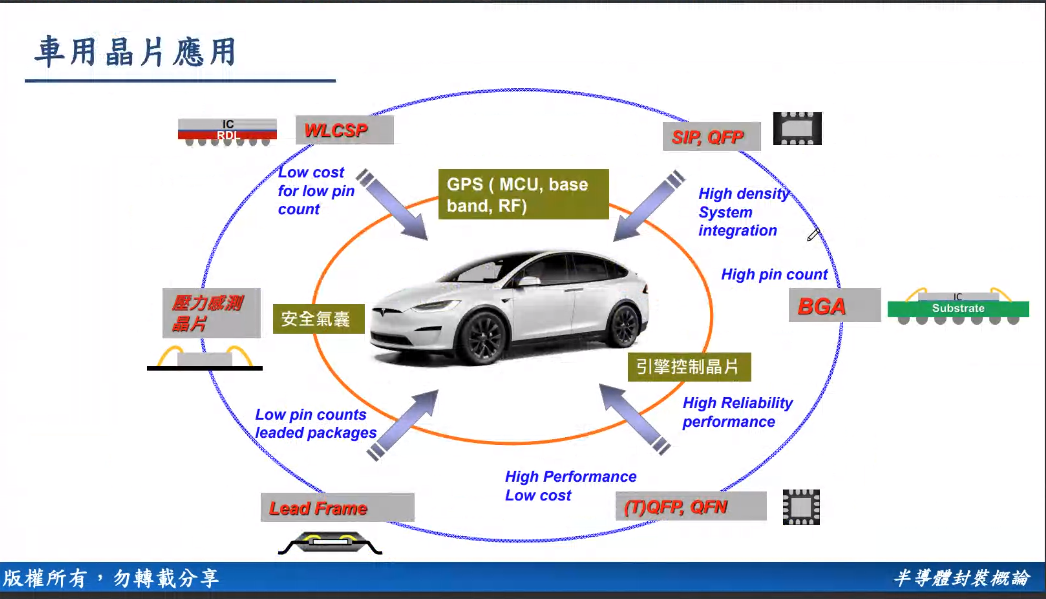 車用晶片應用
IC
RDL
WLCSP
SIP, QFP
Low cost
for low pin
count
GPS ( MCU, base
band, RF)
High density
System
integration
High pin count
壓力感測
晶片
安全氣囊
BGA
IC
Substrate
引擎控制晶片
Low pin counts
leaded packages
High Reliability
performance
High Performance
Low cost
Lead Frame
(T)QFP, QFN
版權所有，勿轉載分享
半導體封裝概論